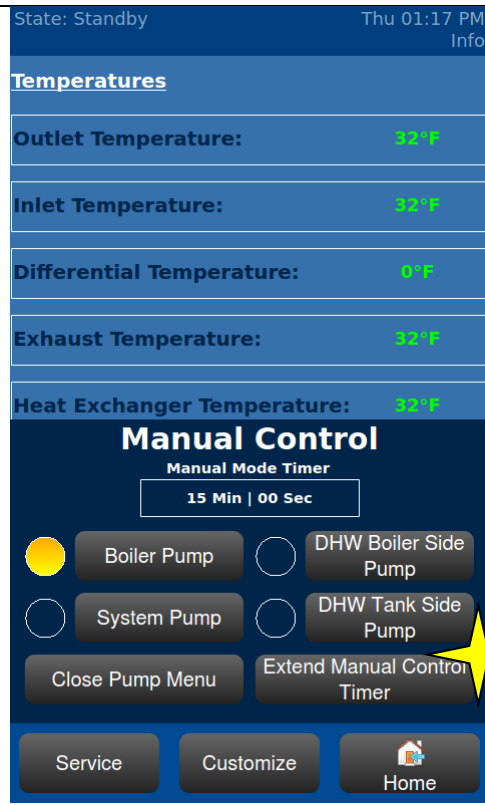 State: Standby Thu 01:17 PM
Info
Temperatures
Outlet Temperature: 32°F
Inlet Temperature: 32°F
Differential Temperature: 0°F
Exhaust Temperature: 32°F
Heat Exchanger Temperature: 32°F
Manual Control
Manual Mode Timer
15 Min | 00 Sec
Boiler Pump
DHW Boiler Side
Pump
System Pump
DHW Tank Side
Pump
Close Pump Menu
Extend Manual Control
Timer
Service
Customize
Home